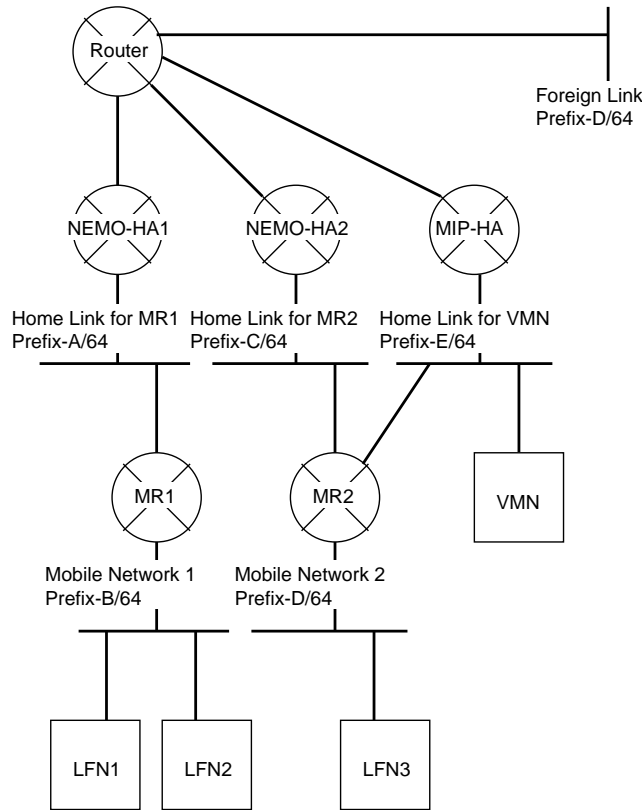 Router
Foreign Link
Prefix-D/64
NEMO-HA1
NEMO-HA2
MIP-HA
Home Link for MR1
Prefix-A/64
Home Link for MR2
Prefix-C/64
Home Link for VMN
Prefix-E/64
MR1
MR2
VMN
Mobile Network 1
Prefix-B/64
Mobile Network 2
Prefix-D/64
LFN1
LFN2
LFN3